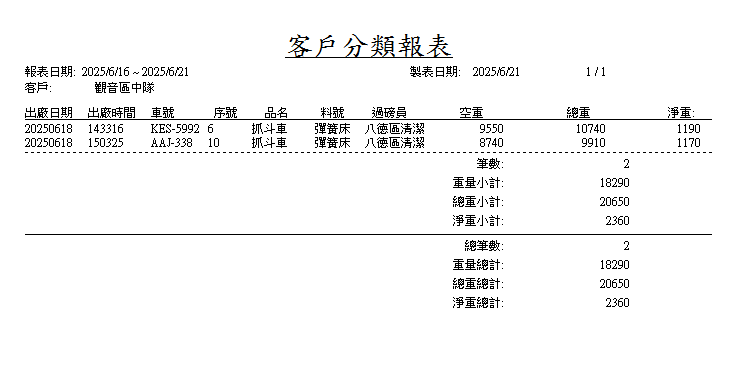 客戶分類報表
報表日期: 2025/6/16 ~ 2025/6/21 製表日期: 2025/6/21 1 / 1
客戶: 觀音區中隊
出廠日期 出廠時間 車號 序號 品名 料號 過磅員 空重 總重 淨重:
20250618 143316 KES-5992 6 抓斗車 彈簧床 八德區清潔 9550 10740 1190
20250618 150325 AAJ-338 10 抓斗車 彈簧床 八德區清潔 8740 9910 1170
筆數: 2
重量小計: 18290
總重小計: 20650
淨重小計: 2360
總筆數: 2
重量總計: 18290
總重總計: 20650
淨重總計: 2360